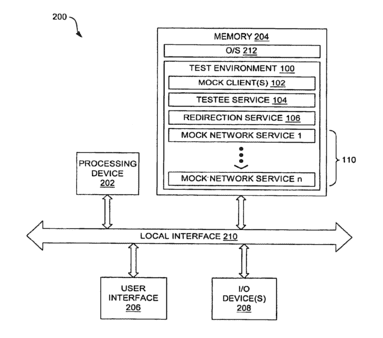 200
MEMORY 204
O/S 212
TEST ENVIRONMENT 100
MOCK CLIENT(S) 102
TESTEE SERVICE 104
REDIRECTION SERVICE 106
MOCK NETWORK SERVICE 1
110
MOCK NETWORK SERVICE n
PROCESSING
DEVICE
202
LOCAL INTERFACE 210
USER
INTERFACE
206
I/O
DEVICE(S)
208